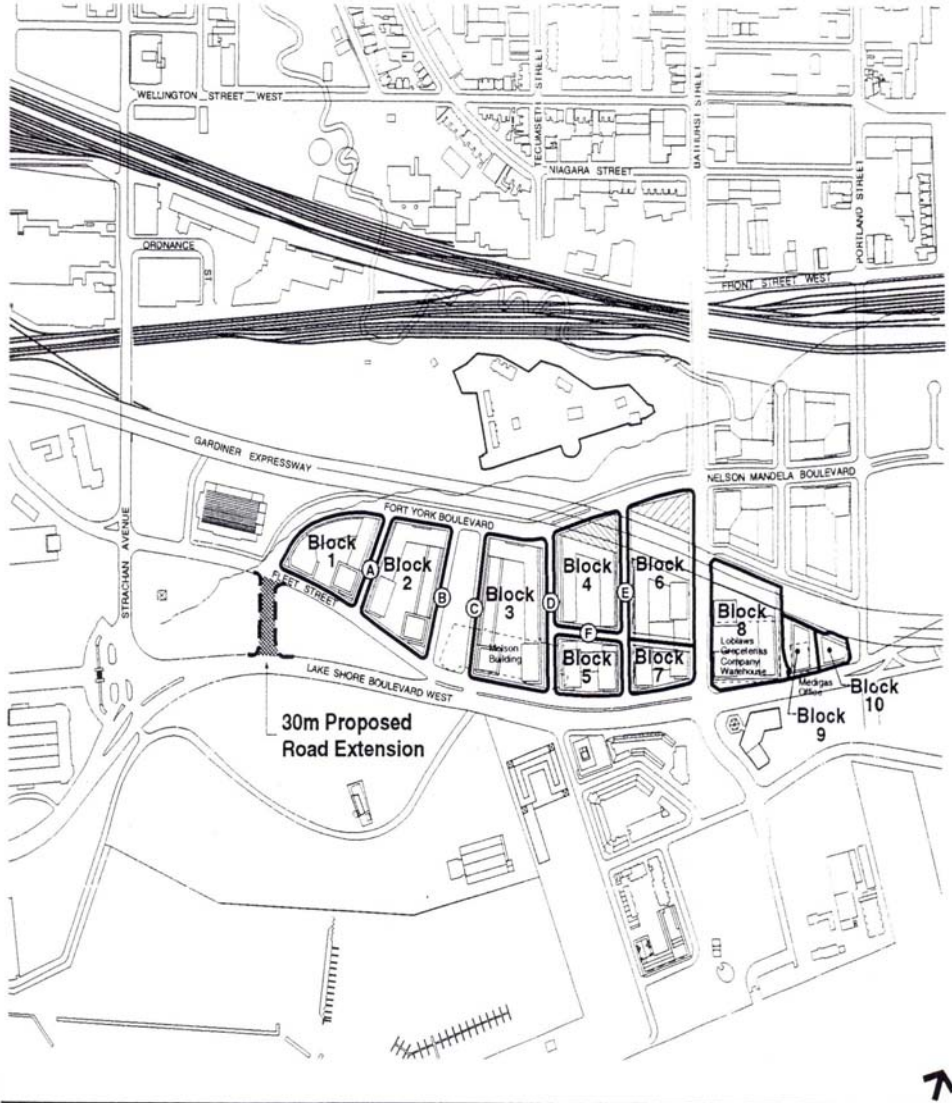 WELLINGTON STREET WEST
TECUMSETH STREET
BATHURST STREET
NIAGARA STREET
PORTLAND STREET
ORDNANCE
ST.
FRONT STREET WEST
GARDINER EXPRESSWAY
NELSON MANDELA BOULEVARD
STRACHAN AVENUE
FORT YORK BOULEVARD
FLEET STREET
Block
1
A
Block
2
B
C
Block
3
Molson
Building
D
Block
4
E
Block
6
F
Block
5
Block
7
Block
8
Loblaws
Groceterias
Company
Warehouse
Medigas
Office
Block
10
Block
9
LAKE SHORE BOULEVARD WEST
30m Proposed
Road Extension